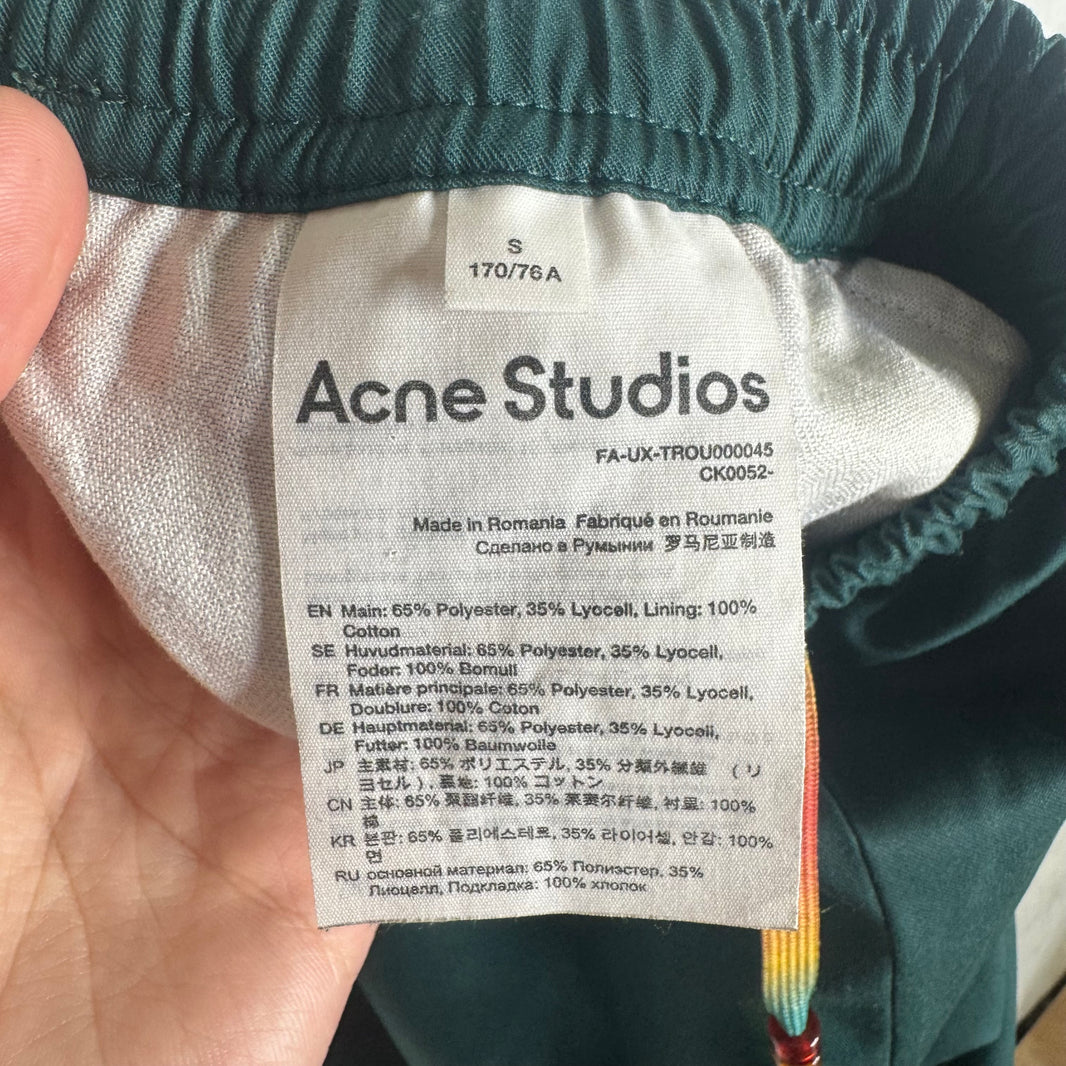 S
170/76A
Acne Studios
FA-UX-TROU000045
CK0052-
Made in Romania Fabriqué en Roumanie
Сделано в Румынии 罗马尼亚制造
EN Main: 65% Polyester, 35% Lyocell, Lining: 100%
Cotton
SE Huvudmaterial: 65% Polyester, 35% Lyocell,
Foder: 100% Bomull
FR Matière principale: 65% Polyester, 35% Lyocell,
Doublure: 100% Coton
DE Hauptmaterial: 65% Polyester, 35% Lyocell,
Futter: 100% Baumwolle
JP 主素材: 65% ポリエステル, 35% 分類外繊維 (リ
ヨセル), 裏地: 100% コットン
CN 主体: 65% 聚酯纤维, 35% 莱赛尔纤维, 衬里: 100%
棉
KR 본판: 65% 폴리에스테르, 35% 라이어셀, 안감: 100%
면
RU основной материал: 65% Полиэстер, 35%
Лиоцелл, Подкладка: 100% хлопок